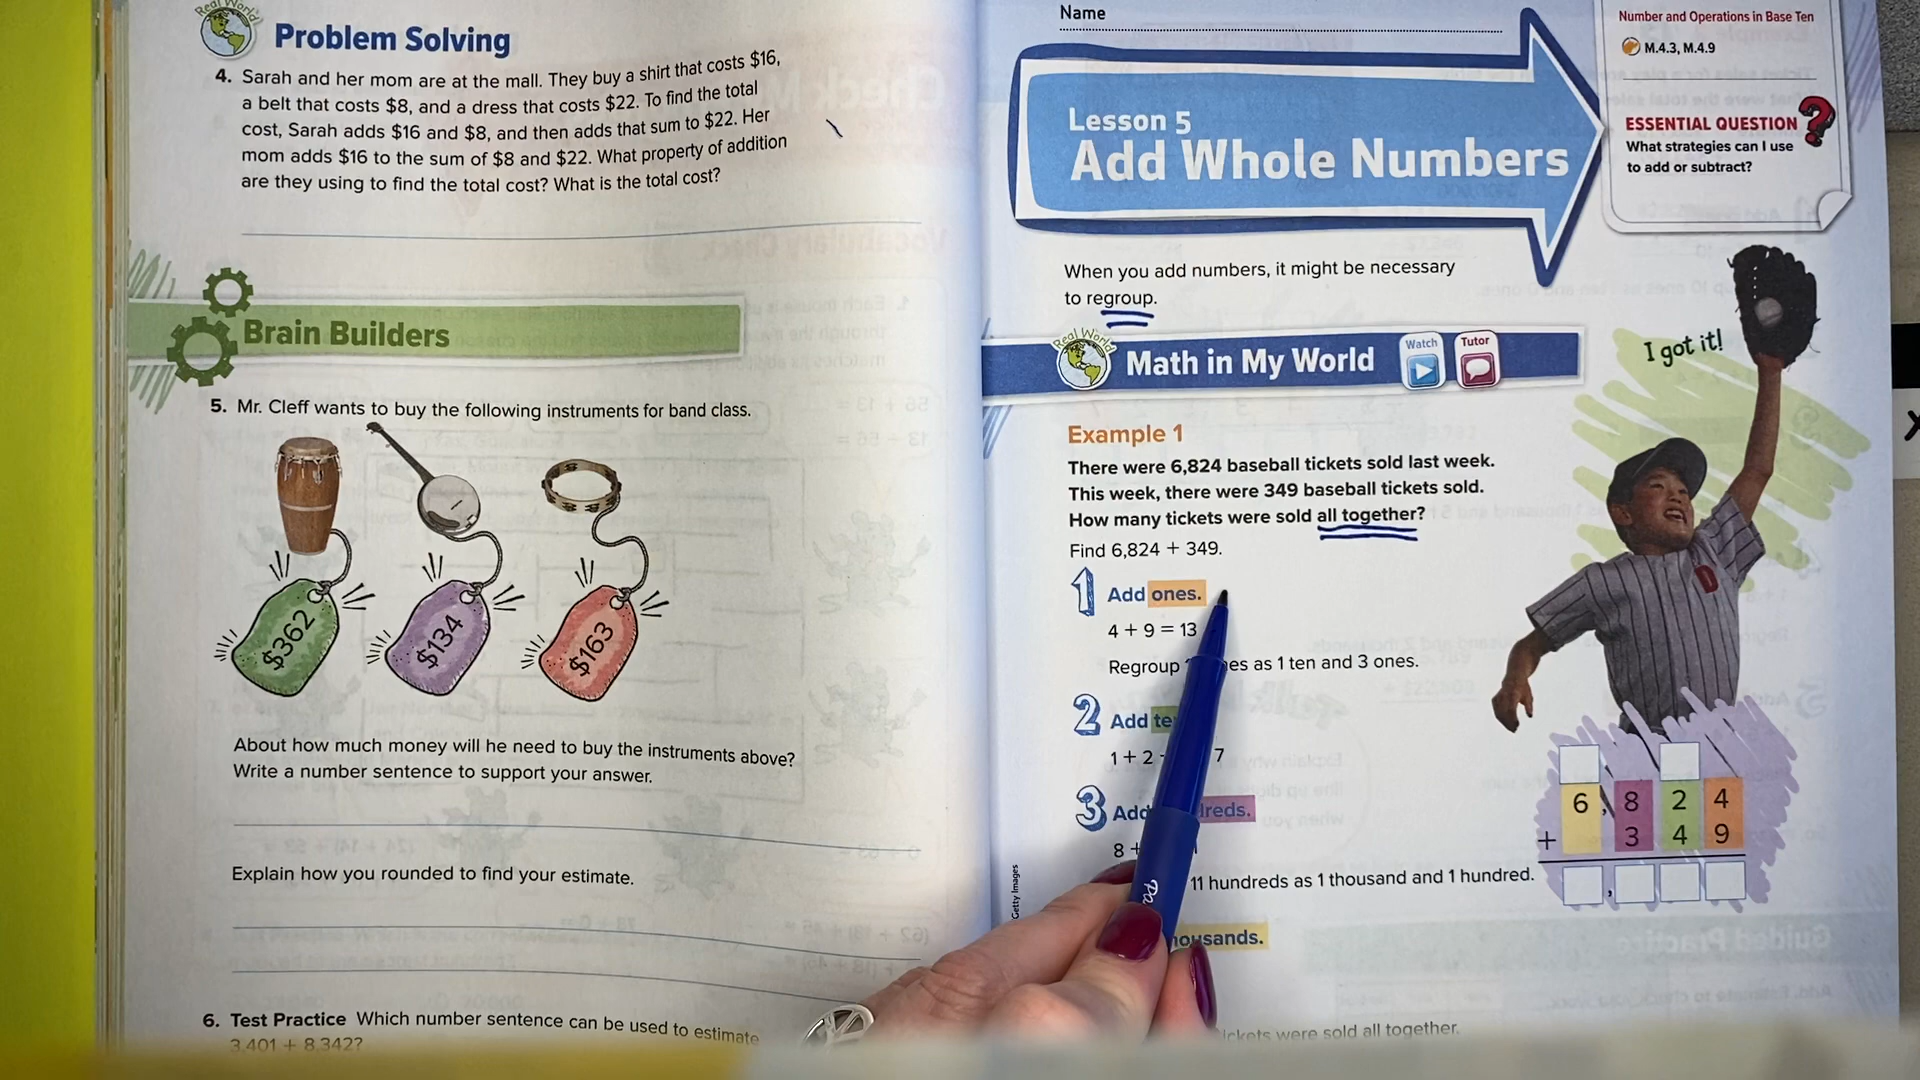 Real World!
Problem Solving
4. Sarah and her mom are at the mall. They buy a shirt that costs $16,
a belt that costs $8, and a dress that costs $22. To find the total
cost, Sarah adds $16 and $8, and then adds that sum to $22. Her
mom adds $16 to the sum of $8 and $22. What property of addition
are they using to find the total cost? What is the total cost?
Brain Builders
5. Mr. Cleff wants to buy the following instruments for band class.
$362
$134
$163
About how much money will he need to buy the instruments above?
Write a number sentence to support your answer.
Explain how you rounded to find your estimate.
6. Test Practice Which number sentence can be used to estimate
3,401 + 8,342?
Name
Number and Operations in Base Ten
M.4.3, M.4.9
Lesson 5
Add Whole Numbers
ESSENTIAL QUESTION
What strategies can I use
to add or subtract?
When you add numbers, it might be necessary
to regroup.
Real World!
Math in My World
Watch
Tutor
I got it!
Example 1
There were 6,824 baseball tickets sold last week.
This week, there were 349 baseball tickets sold.
How many tickets were sold all together?
Find 6,824 + 349.
1 Add ones.
4 + 9 = 13
Regroup as 1 ten and 3 ones.
2 Add
1 + 2 7
3 Add
8 +
11 hundreds as 1 thousand and 1 hundred.
6,824
+ 349
,
tickets were sold all together.
Getty Images